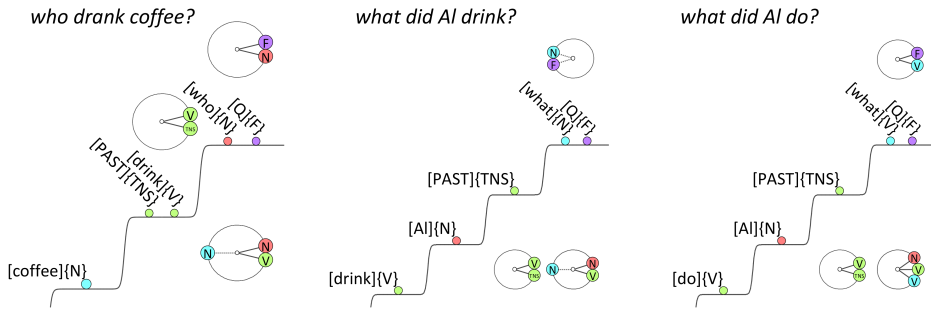 who drank coffee?
F
N
[who]{N}
[Q]{F}
V
TNS
[PAST]{TNS}
[drink]{V}
N
N
V
[coffee]{N}
what did Al drink?
N
F
[what]{N}
[Q]{F}
[PAST]{TNS}
[Al]{N}
V
TNS
N
N
V
[drink]{V}
what did Al do?
F
V
[what]{V}
[Q]{F}
[PAST]{TNS}
[Al]{N}
V
TNS
N
V
V
[do]{V}